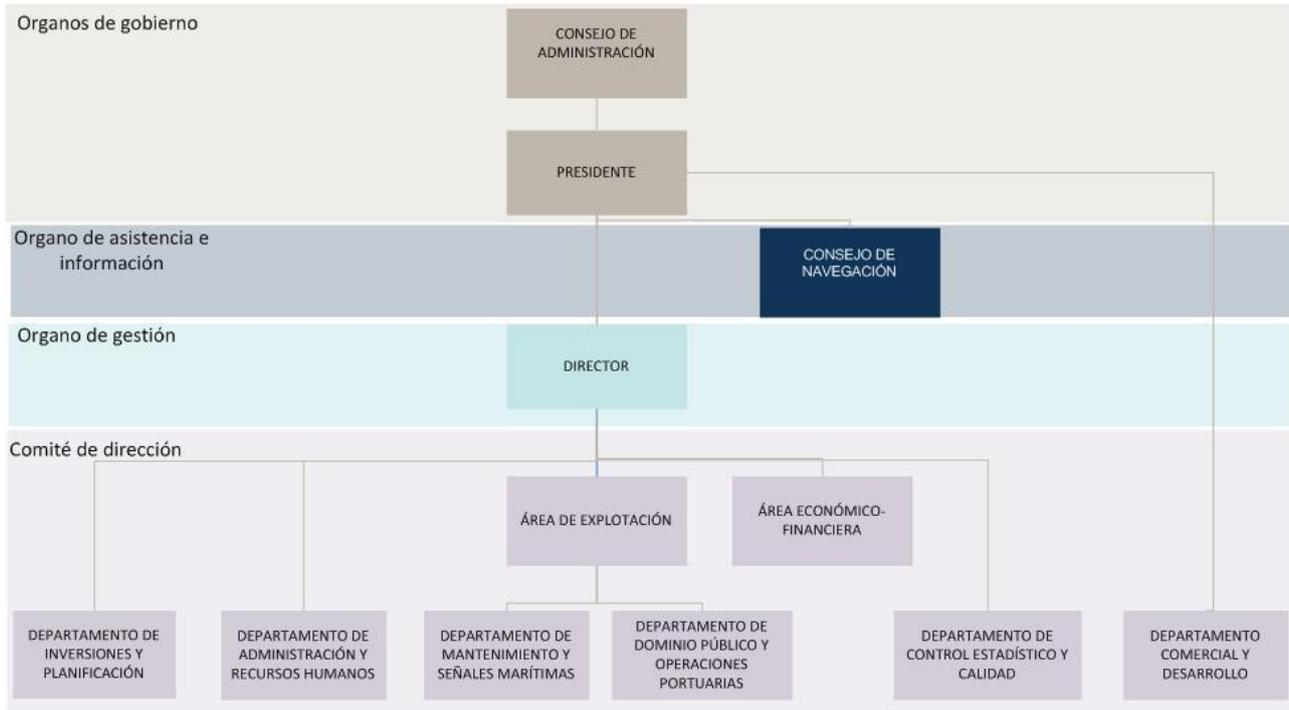 Organos de gobierno
CONSEJO DE
ADMINISTRACIÓN
PRESIDENTE
Organo de asistencia e
información
CONSEJO DE
NAVEGACIÓN
Organo de gestión
DIRECTOR
Comité de dirección
ÁREA DE EXPLOTACIÓN
ÁREA ECONÓMICO-
FINANCIERA
DEPARTAMENTO DE
INVERSIONES Y
PLANIFICACIÓN
DEPARTAMENTO DE
ADMINISTRACIÓN Y
RECURSOS HUMANOS
DEPARTAMENTO DE
MANTENIMIENTO Y
SEÑALES MARÍTIMAS
DEPARTAMENTO DE
DOMINIO PÚBLICO Y
OPERACIONES
PORTUARIAS
DEPARTAMENTO DE
CONTROL ESTADÍSTICO Y
CALIDAD
DEPARTAMENTO
COMERCIAL Y
DESARROLLO